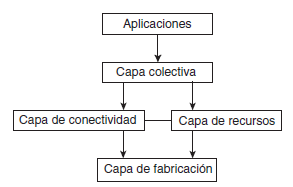 Aplicaciones
Capa colectiva
Capa de conectividad
Capa de recursos
Capa de fabricación